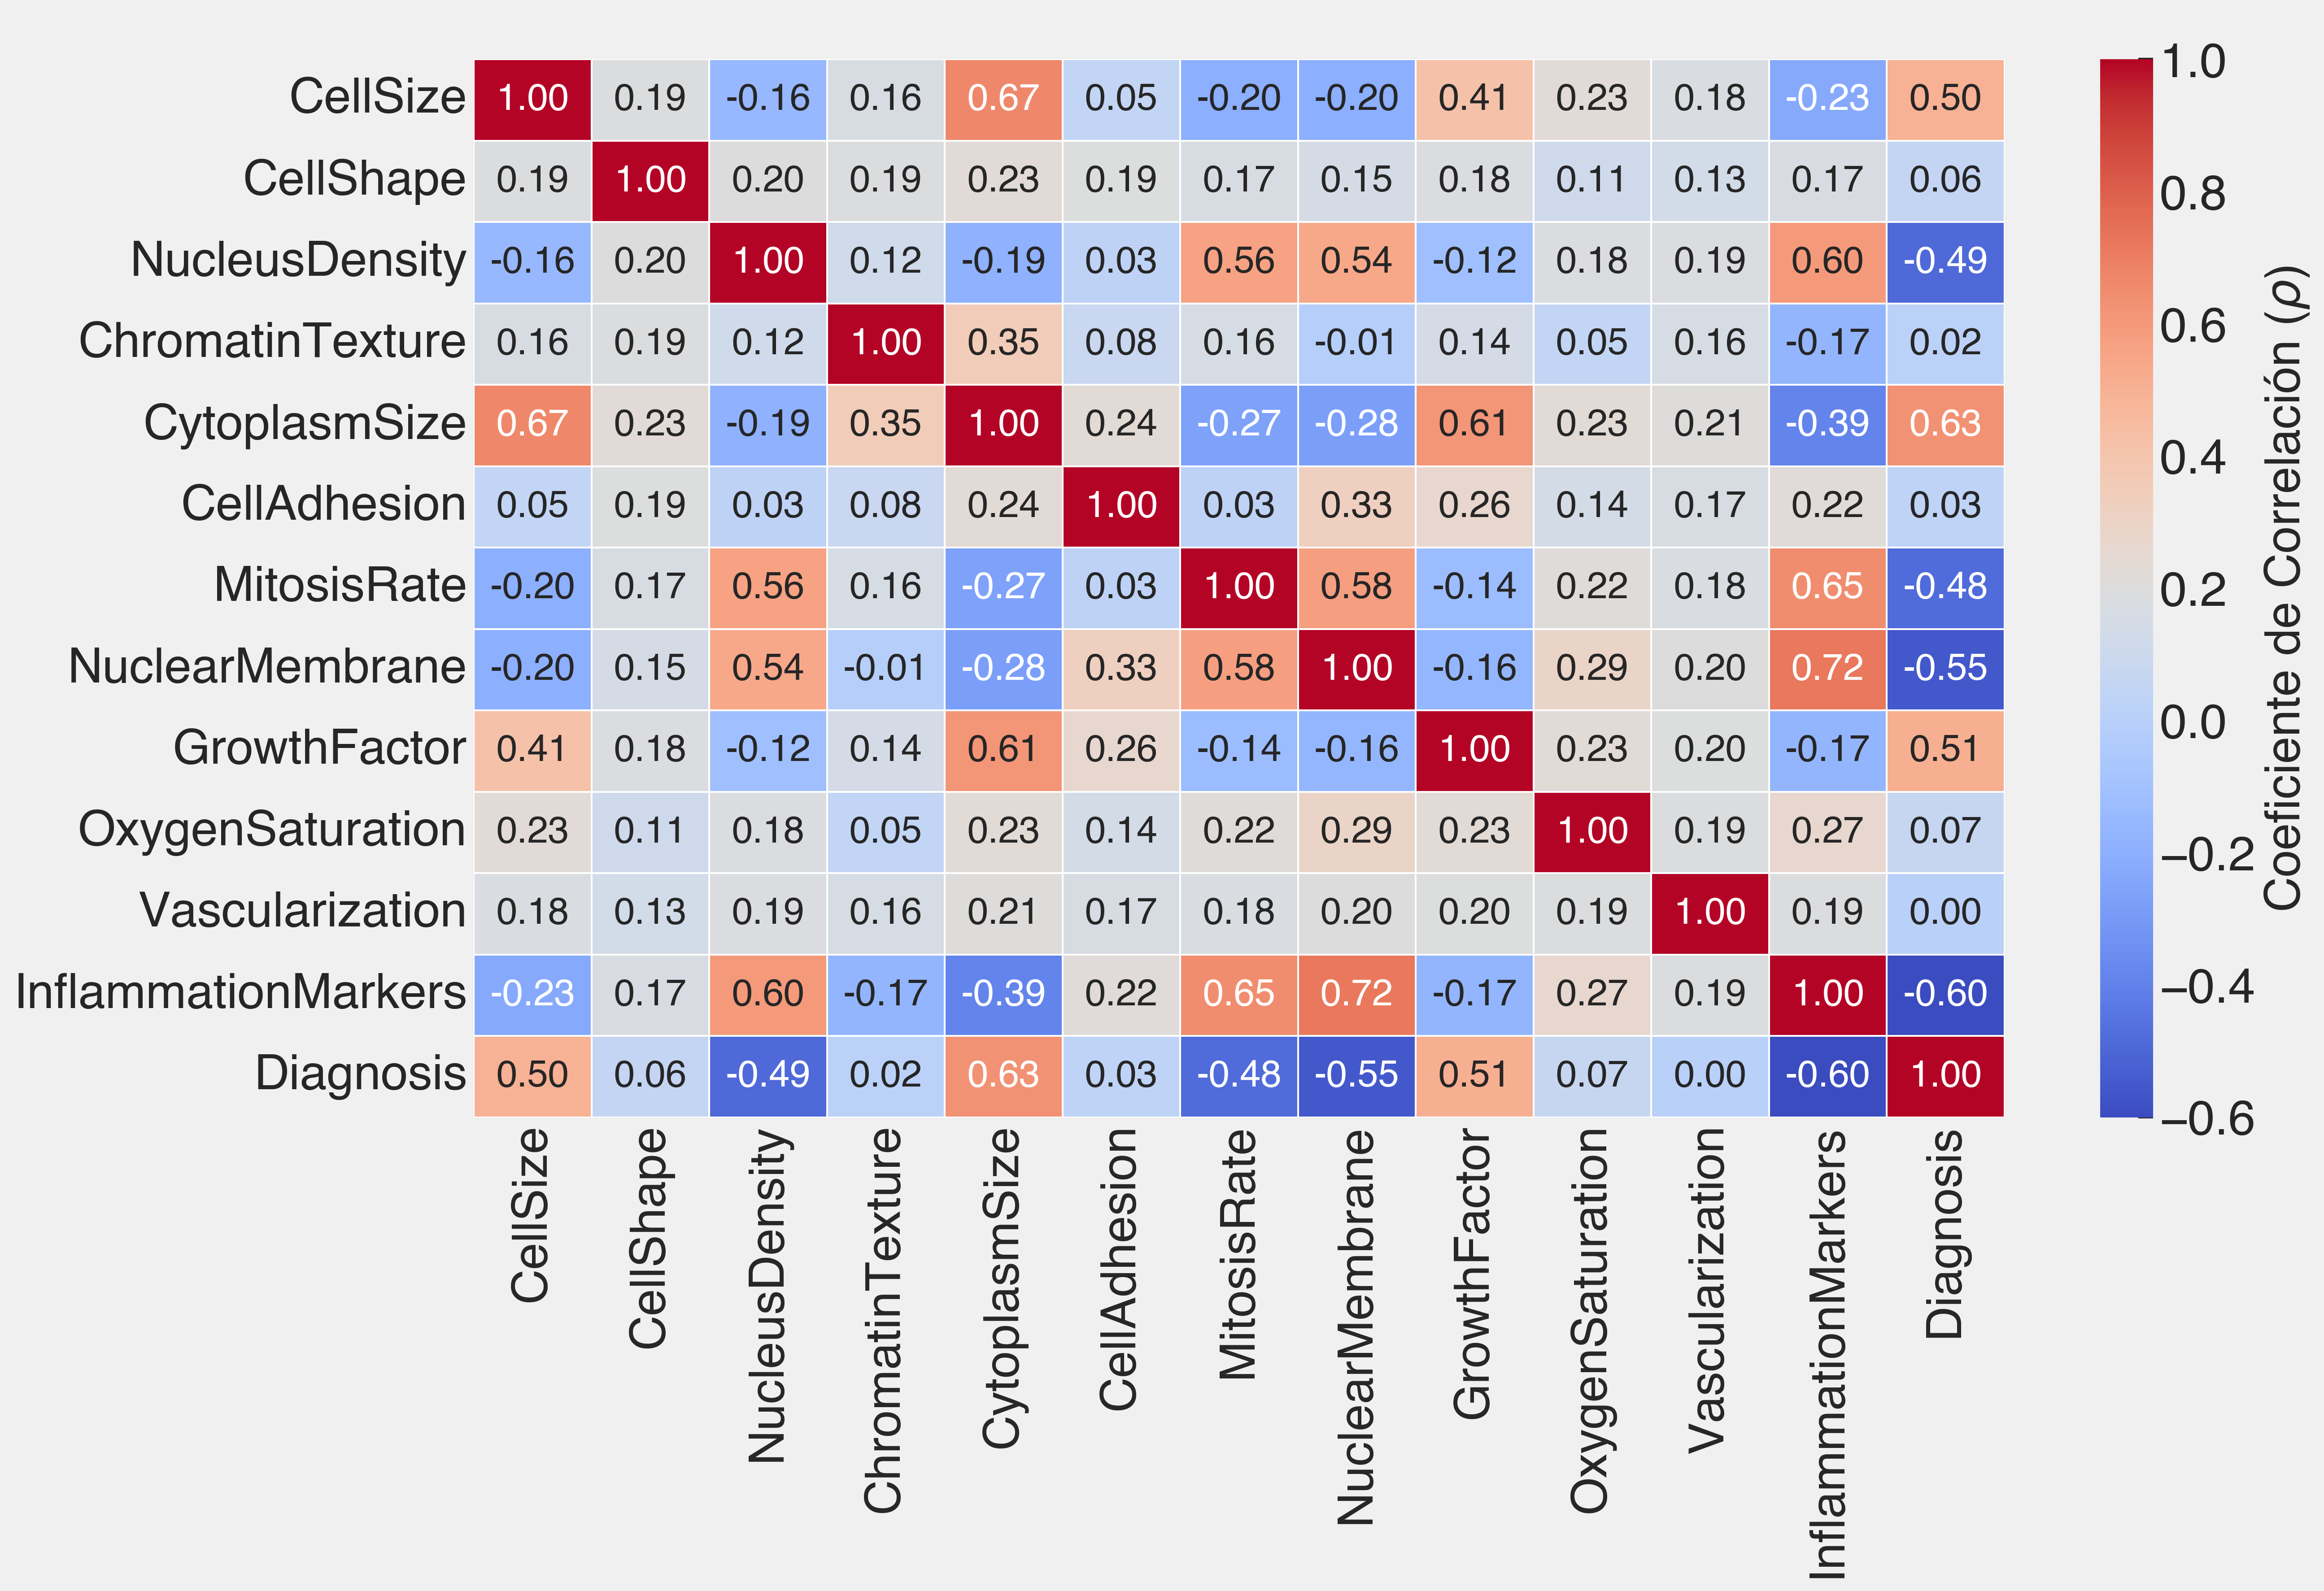 CellSize 1.00 0.19 -0.16 0.16 0.67 0.05 -0.20 -0.20 0.41 0.23 0.18 -0.23 0.50
CellShape 0.19 1.00 0.20 0.19 0.23 0.19 0.17 0.15 0.18 0.11 0.13 0.17 0.06
NucleusDensity -0.16 0.20 1.00 0.12 -0.19 0.03 0.56 0.54 -0.12 0.18 0.19 0.60 -0.49
ChromatinTexture 0.16 0.19 0.12 1.00 0.35 0.08 0.16 -0.01 0.14 0.05 0.16 -0.17 0.02
CytoplasmSize 0.67 0.23 -0.19 0.35 1.00 0.24 -0.27 -0.28 0.61 0.23 0.21 -0.39 0.63
CellAdhesion 0.05 0.19 0.03 0.08 0.24 1.00 0.03 0.33 0.26 0.14 0.17 0.22 0.03
MitosisRate -0.20 0.17 0.56 0.16 -0.27 0.03 1.00 0.58 -0.14 0.22 0.18 0.65 -0.48
NuclearMembrane -0.20 0.15 0.54 -0.01 -0.28 0.33 0.58 1.00 -0.16 0.29 0.20 0.72 -0.55
GrowthFactor 0.41 0.18 -0.12 0.14 0.61 0.26 -0.14 -0.16 1.00 0.23 0.20 -0.17 0.51
OxygenSaturation 0.23 0.11 0.18 0.05 0.23 0.14 0.22 0.29 0.23 1.00 0.19 0.27 0.07
Vascularization 0.18 0.13 0.19 0.16 0.21 0.17 0.18 0.20 0.20 0.19 1.00 0.19 0.00
InflammationMarkers -0.23 0.17 0.60 -0.17 -0.39 0.22 0.65 0.72 -0.17 0.27 0.19 1.00 -0.60
Diagnosis 0.50 0.06 -0.49 0.02 0.63 0.03 -0.48 -0.55 0.51 0.07 0.00 -0.60 1.00
CellSize
CellShape
NucleusDensity
ChromatinTexture
CytoplasmSize
CellAdhesion
MitosisRate
NuclearMembrane
GrowthFactor
OxygenSaturation
Vascularization
InflammationMarkers
Diagnosis
1.0
0.8
0.6
0.4
0.2
0.0
−0.2
−0.4
−0.6
Coeficiente de Correlación (ρ)